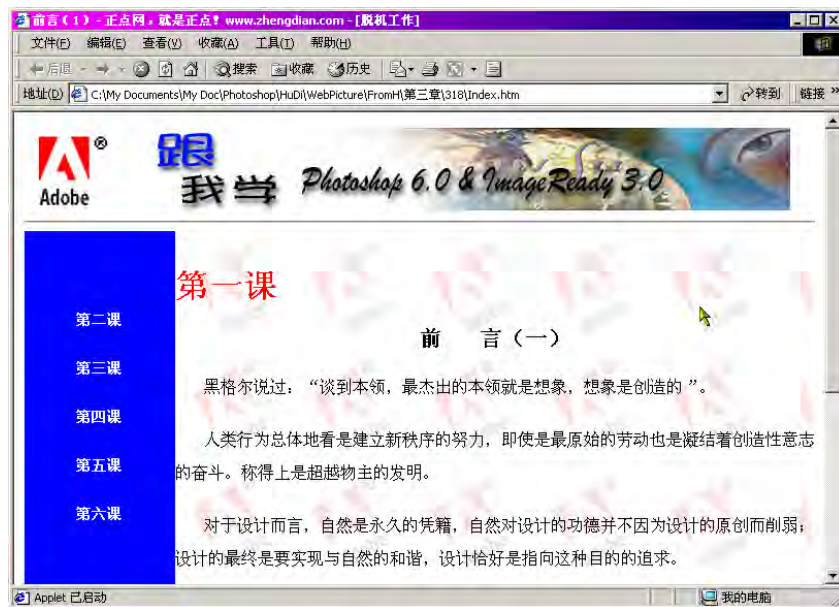 前言（1）- 正点网，就是正点！www.zhengdian.com - [脱机工作]
文件(F) 编辑(E) 查看(V) 收藏(A) 工具(T) 帮助(H)
后退 搜索 收藏 历史
地址(D) C:\My Documents\My Doc\Photoshop\HuDi\WebPicture\FromH\第三章\318\Index.htm 转到 链接 »
Adobe®
跟我学 Photoshop 6.0 & ImageReady 3.0
第一课
第二课
第三课
第四课
第五课
第六课
前 言（一）
黑格尔说过：“谈到本领，最杰出的本领就是想象，想象是创造的 ”。
人类行为总体地看是建立新秩序的努力，即使是最原始的劳动也是凝结着创造性意志
的奋斗。称得上是超越物主的发明。
对于设计而言，自然是永久的凭籍，自然对设计的功德并不因为设计的原创而削弱；
设计的最终是要实现与自然的和谐，设计恰好是指向这种目的的追求。
Applet 已启动
我的电脑